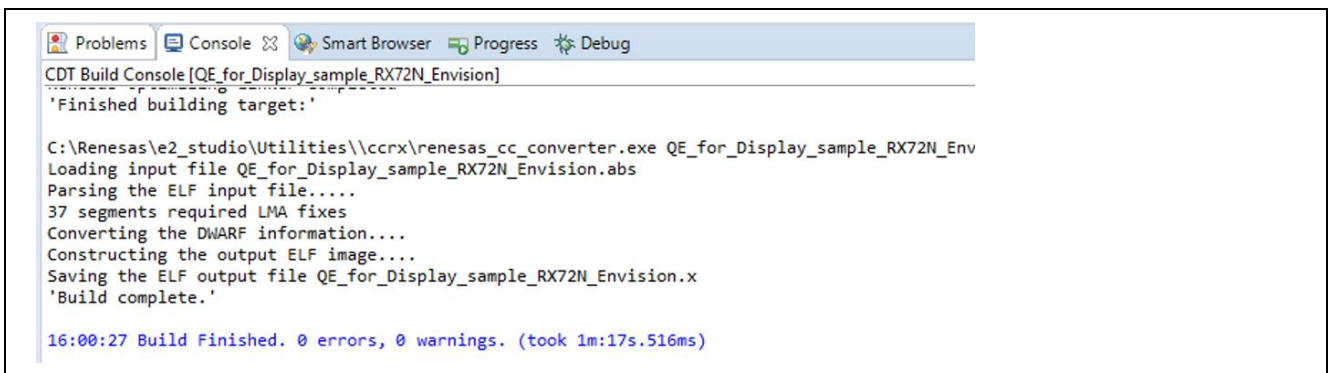 Problems Console Smart Browser Progress Debug
CDT Build Console [QE_for_Display_sample_RX72N_Envision]
'Finished building target:'
C:\Renesas\e2_studio\Utilities\\ccrx\renesas_cc_converter.exe QE_for_Display_sample_RX72N_Env
Loading input file QE_for_Display_sample_RX72N_Envision.abs
Parsing the ELF input file.....
37 segments required LMA fixes
Converting the DWARF information....
Constructing the output ELF image....
Saving the ELF output file QE_for_Display_sample_RX72N_Envision.x
'Build complete.'
16:00:27 Build Finished. 0 errors, 0 warnings. (took 1m:17s.516ms)